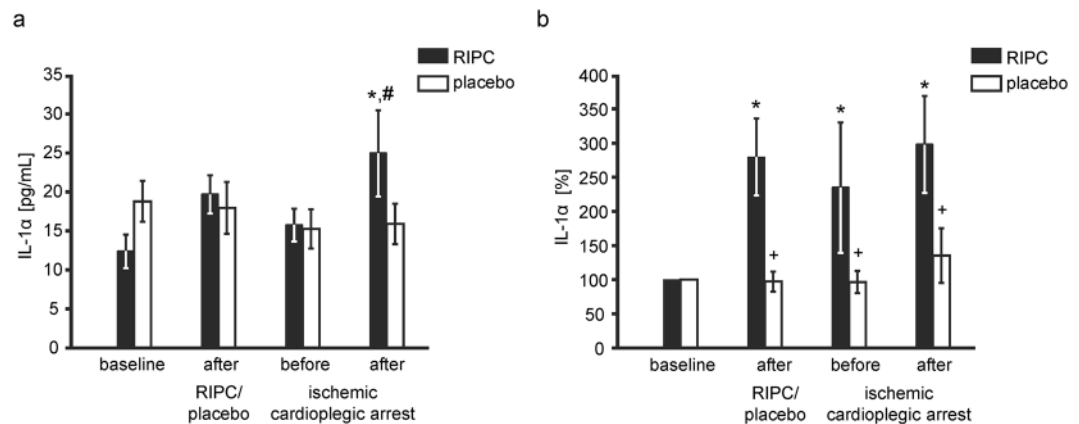 a
RIPC
placebo
35
30
25
20
15
10
5
0
IL-1α [pg/mL]
*,#
baseline
after
before
after
RIPC/
placebo
ischemic
cardioplegic arrest
b
RIPC
placebo
400
350
300
250
200
150
100
50
0
IL-1α [%]
*
*
*
+
+
+
baseline
after
before
after
RIPC/
placebo
ischemic
cardioplegic arrest